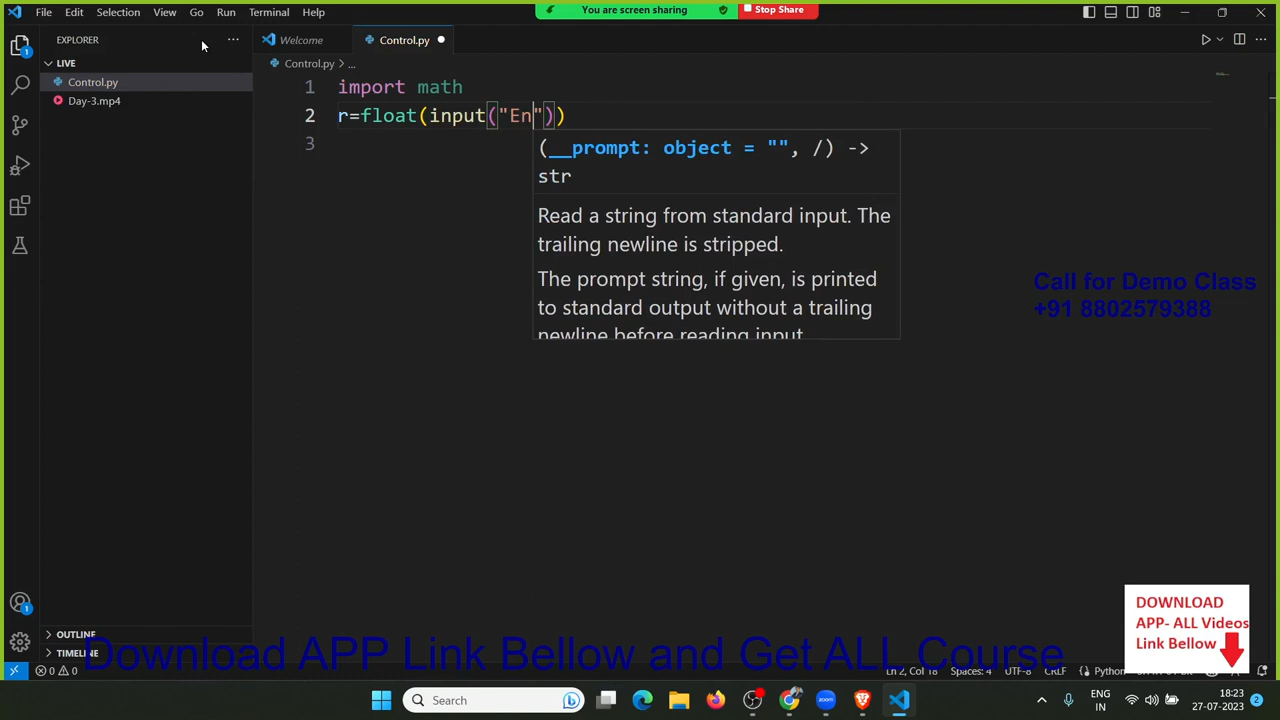 File Edit Selection View Go Run Terminal Help
You are screen sharing
Stop Share
EXPLORER
LIVE
Control.py
Day-3.mp4
OUTLINE
TIMELINE
Welcome
Control.py
Control.py > ...
1 import math
2 r=float(input("En"))
3
(__prompt: object = "", /) ->
str
Read a string from standard input. The
trailing newline is stripped.
The prompt string, if given, is printed
to standard output without a trailing
newline before reading input.
Call for Demo Class
+91 8802579388
DOWNLOAD
APP- ALL Videos
Link Bellow
Download APP Link Bellow and Get ALL Course
0 0
Ln 2, Col 18 Spaces: 4 UTF-8 CRLF Python
Search
ENG
IN
18:23
27-07-2023